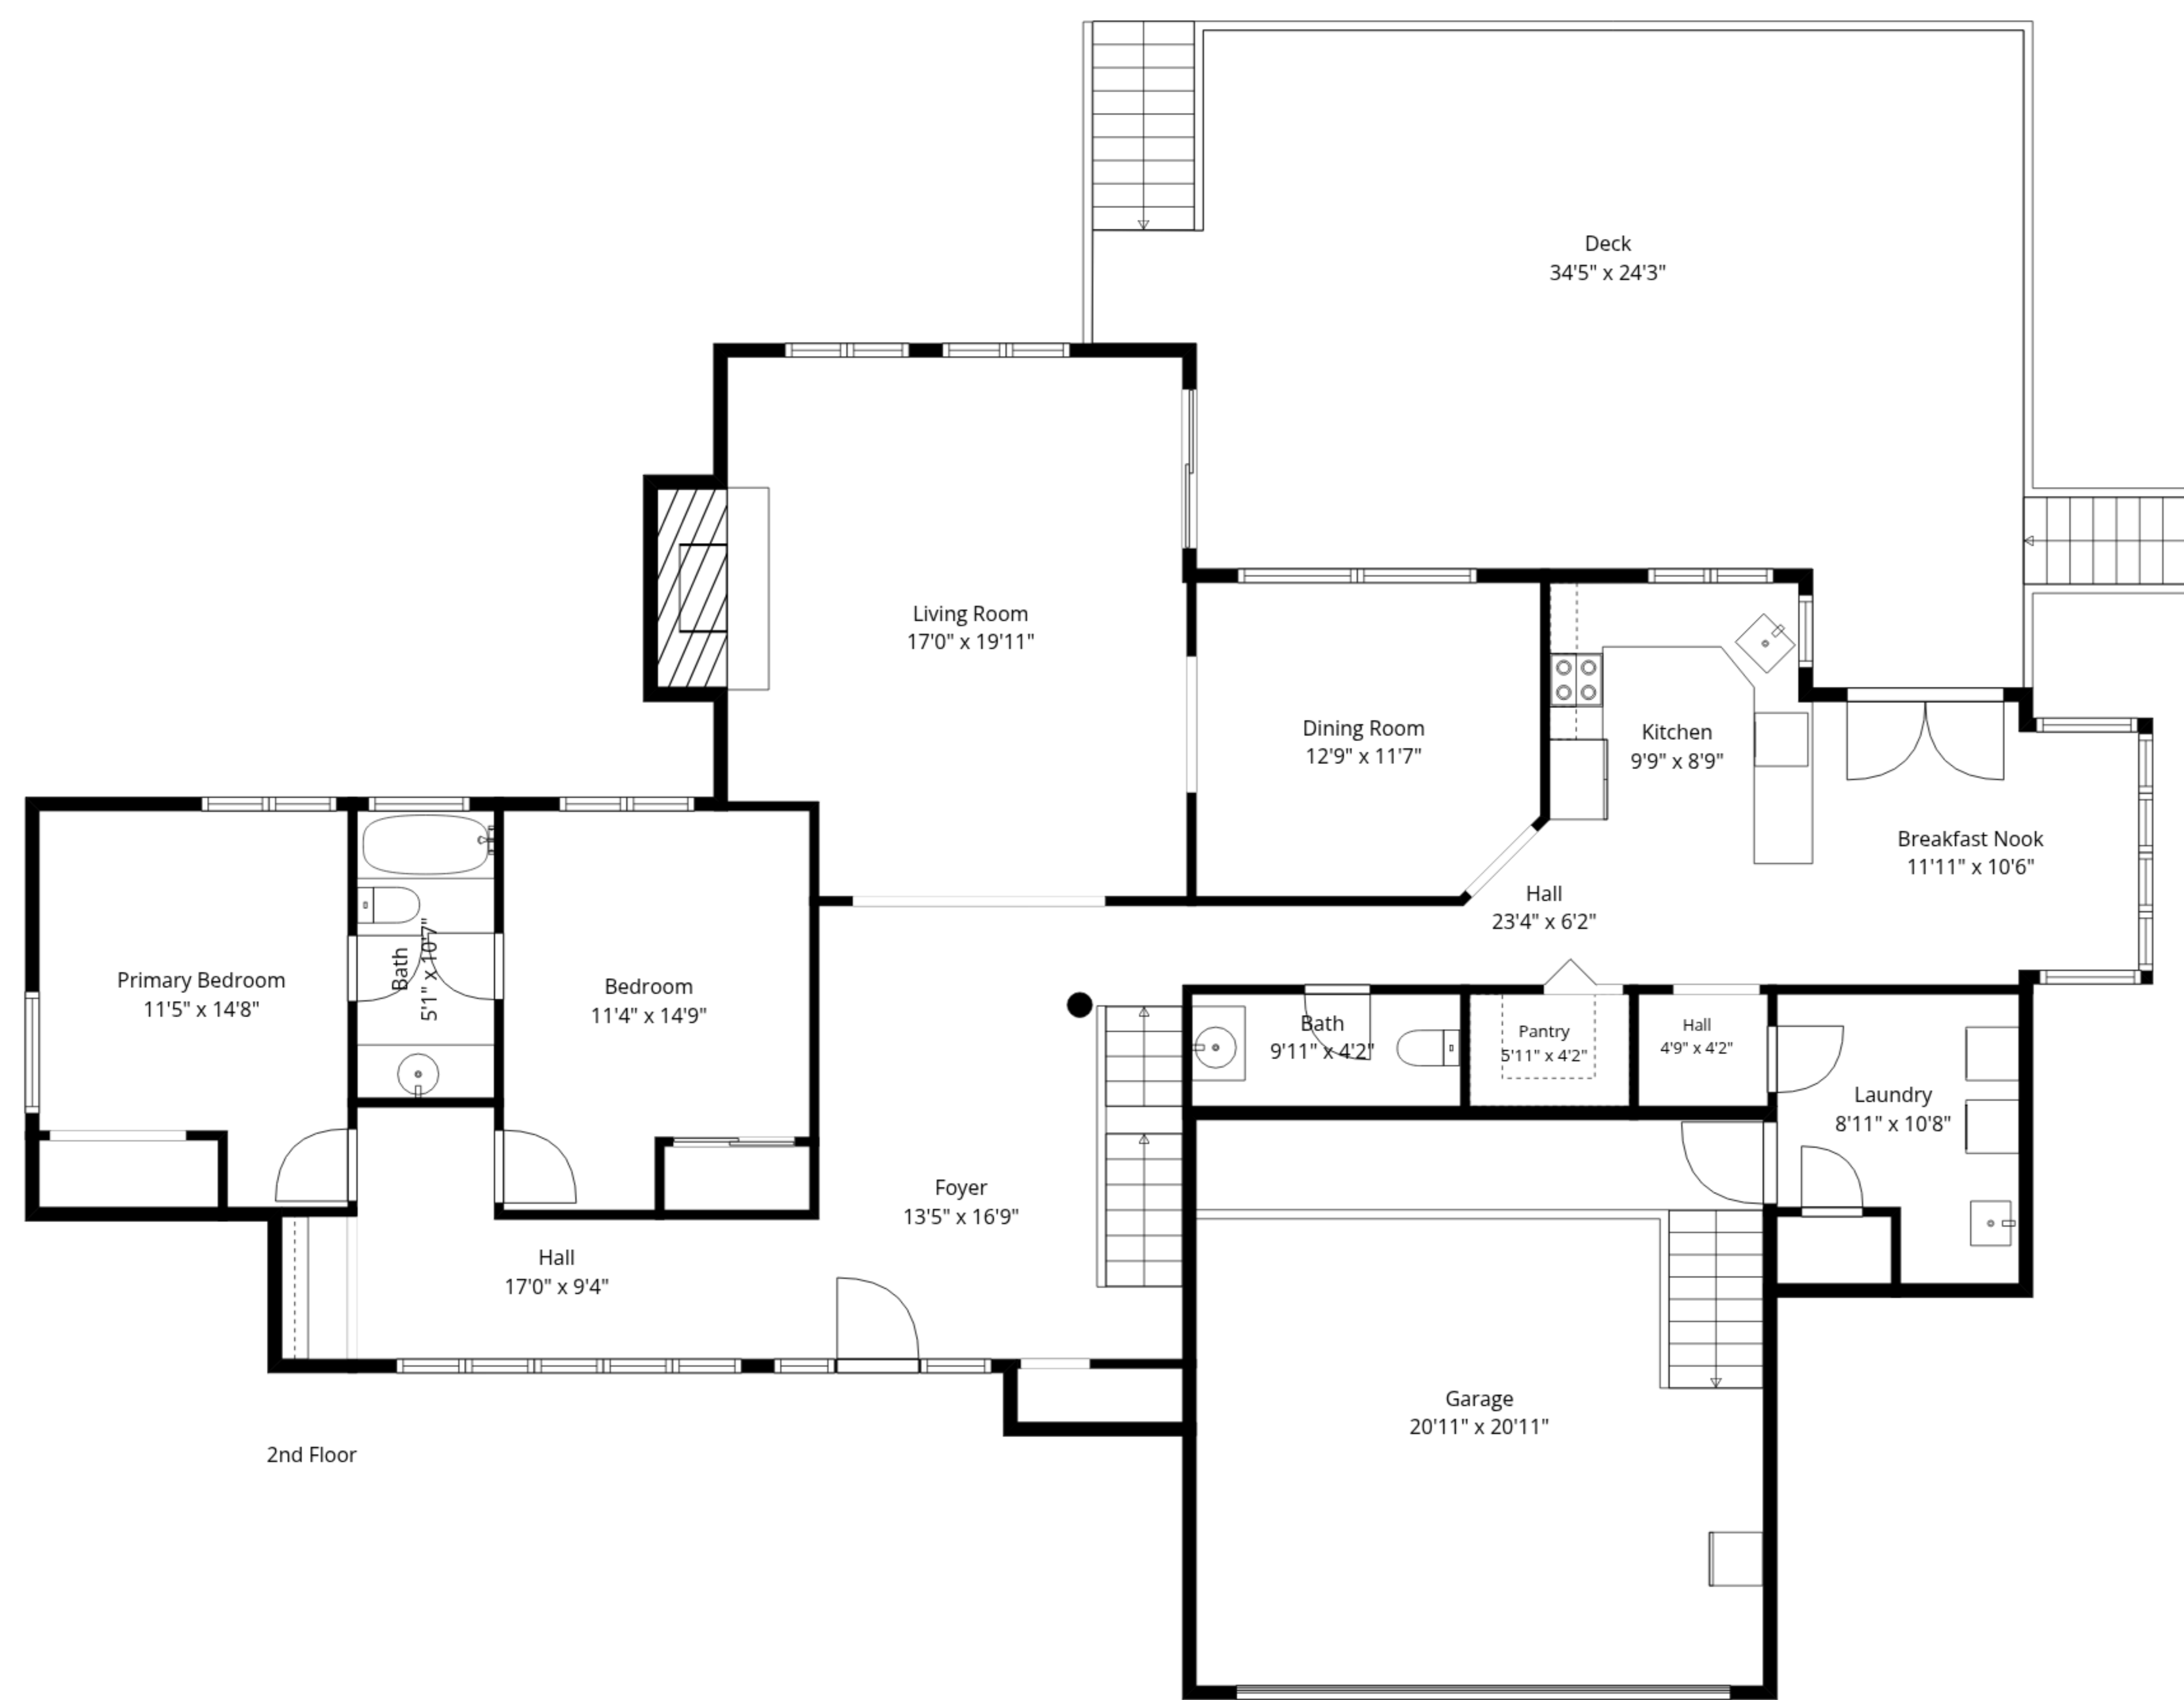 Deck
34'5" x 24'3"
Living Room
17'0" x 19'11"
Dining Room
12'9" x 11'7"
Kitchen
9'9" x 8'9"
Breakfast Nook
11'11" x 10'6"
Hall
23'4" x 6'2"
Primary Bedroom
11'5" x 14'8"
Bath
5'1" x 10'7"
Bedroom
11'4" x 14'9"
Bath
9'11" x 4'2"
Pantry
5'11" x 4'2"
Hall
4'9" x 4'2"
Laundry
8'11" x 10'8"
Foyer
13'5" x 16'9"
Hall
17'0" x 9'4"
Garage
20'11" x 20'11"
2nd Floor